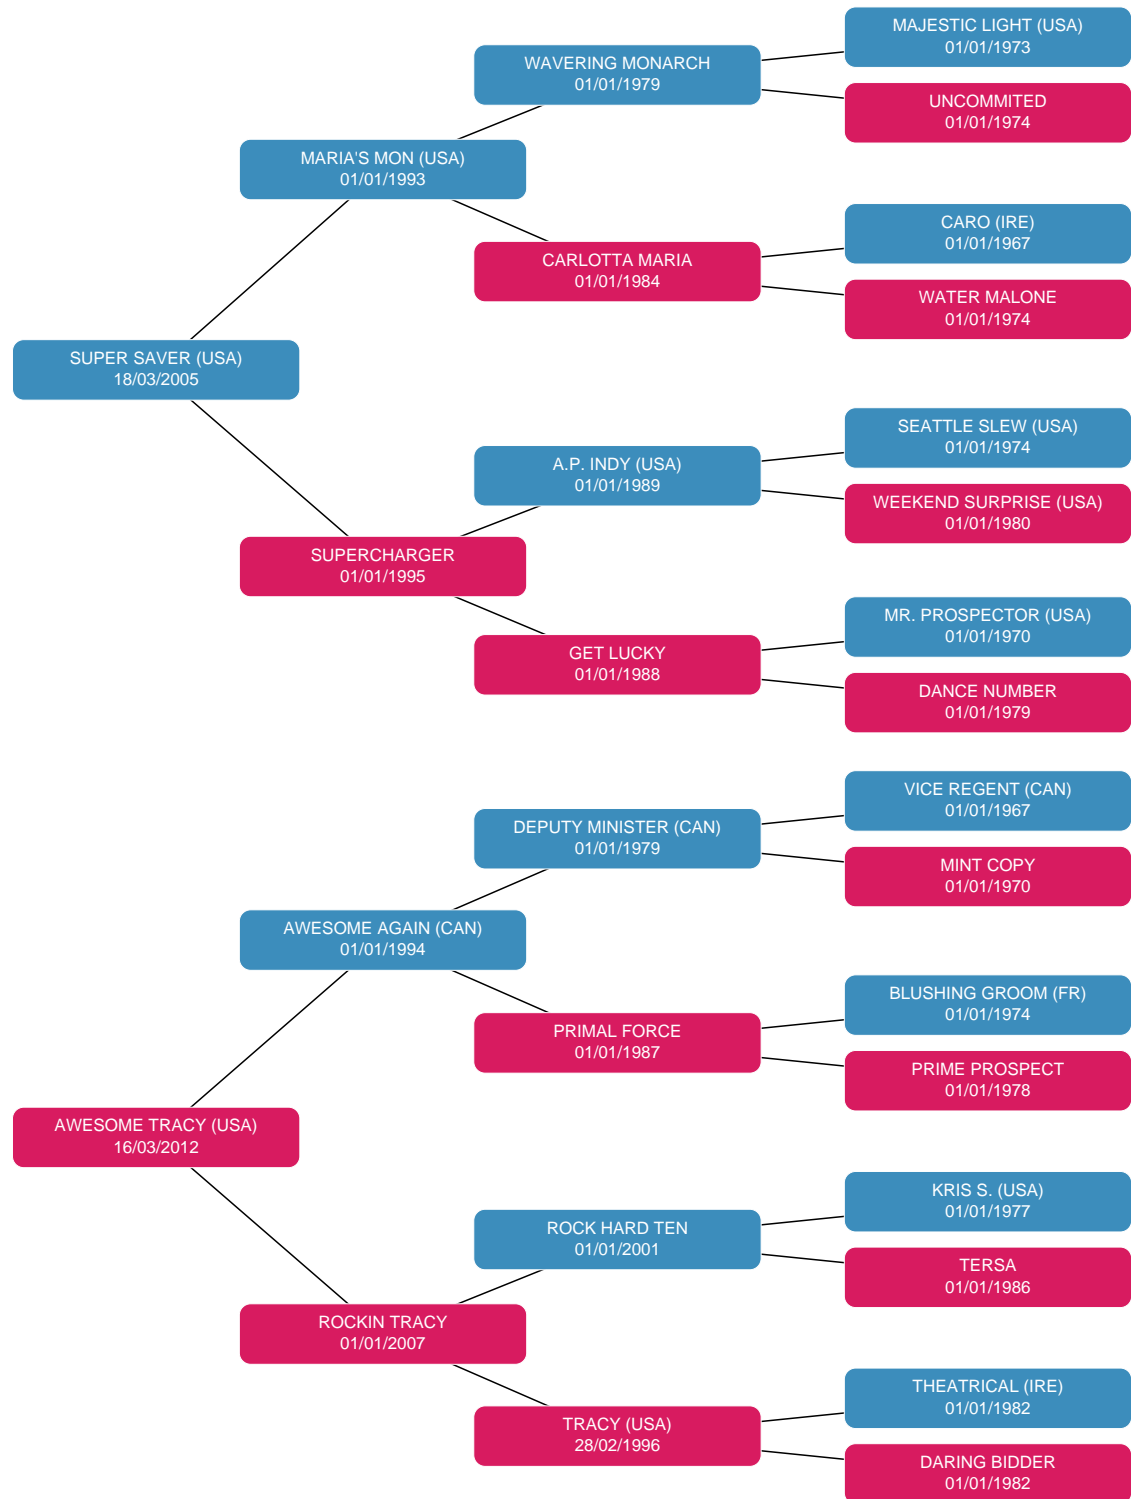 MAJESTIC LIGHT (USA)
01/01/1973
WAVERING MONARCH
01/01/1979
UNCOMMITED
01/01/1974
MARIA'S MON (USA)
01/01/1993
CARO (IRE)
01/01/1967
CARLOTTA MARIA
01/01/1984
WATER MALONE
01/01/1974
SUPER SAVER (USA)
18/03/2005
SEATTLE SLEW (USA)
01/01/1974
A.P. INDY (USA)
01/01/1989
WEEKEND SURPRISE (USA)
01/01/1980
SUPERCHARGER
01/01/1995
MR. PROSPECTOR (USA)
01/01/1970
GET LUCKY
01/01/1988
DANCE NUMBER
01/01/1979
VICE REGENT (CAN)
01/01/1967
DEPUTY MINISTER (CAN)
01/01/1979
MINT COPY
01/01/1970
AWESOME AGAIN (CAN)
01/01/1994
BLUSHING GROOM (FR)
01/01/1974
PRIMAL FORCE
01/01/1987
PRIME PROSPECT
01/01/1978
AWESOME TRACY (USA)
16/03/2012
KRIS S. (USA)
01/01/1977
ROCK HARD TEN
01/01/2001
TERSA
01/01/1986
ROCKIN TRACY
01/01/2007
THEATRICAL (IRE)
01/01/1982
TRACY (USA)
28/02/1996
DARING BIDDER
01/01/1982